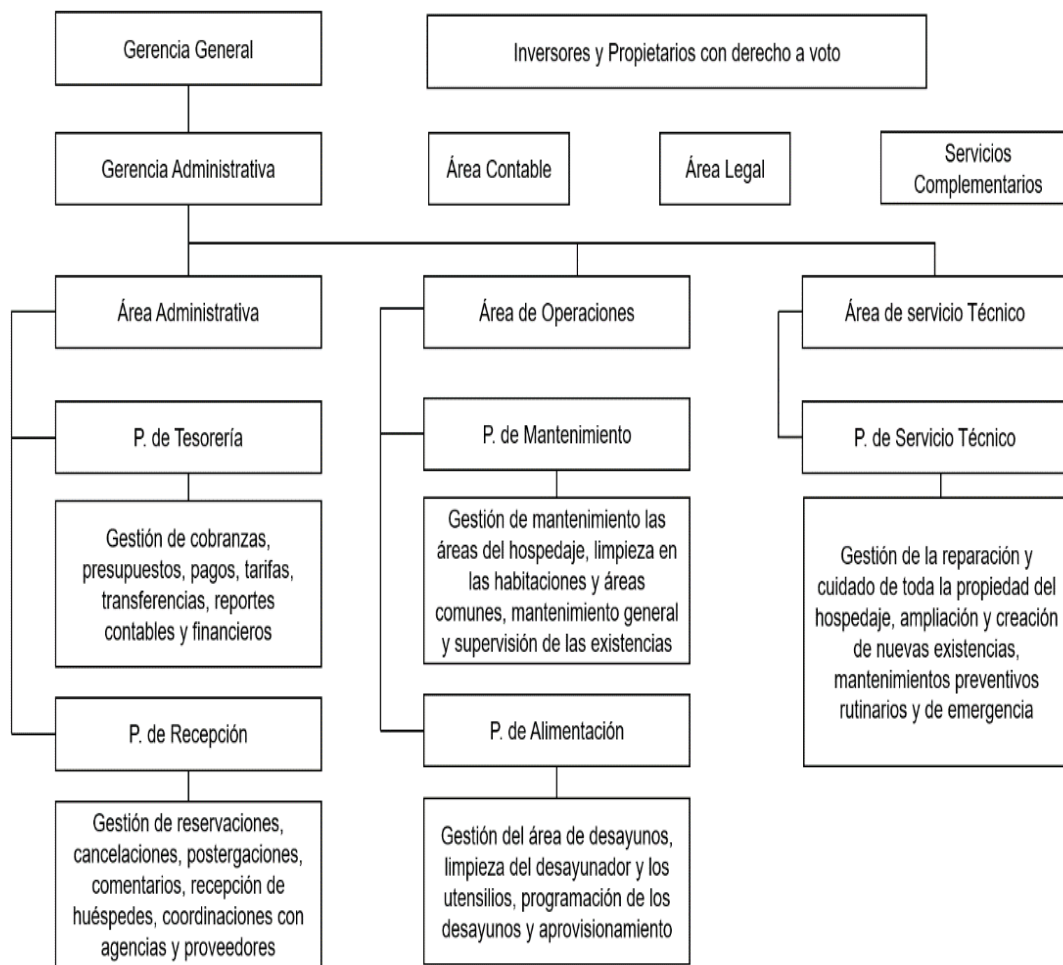 Gerencia General
Inversores y Propietarios con derecho a voto
Gerencia Administrativa
Área Contable
Área Legal
Servicios
Complementarios
Área Administrativa
Área de Operaciones
Área de servicio Técnico
P. de Tesorería
P. de Mantenimiento
P. de Servicio Técnico
Gestión de cobranzas,
presupuestos, pagos, tarifas,
transferencias, reportes
contables y financieros
Gestión de mantenimiento las
áreas del hospedaje, limpieza en
las habitaciones y áreas
comunes, mantenimiento general
y supervisión de las existencias
Gestión de la reparación y
cuidado de toda la propiedad del
hospedaje, ampliación y creación
de nuevas existencias,
mantenimientos preventivos
rutinarios y de emergencia
P. de Recepción
P. de Alimentación
Gestión de reservaciones,
cancelaciones, postergaciones,
comentarios, recepción de
huéspedes, coordinaciones con
agencias y proveedores
Gestión del área de desayunos,
limpieza del desayunador y los
utensilios, programación de los
desayunos y aprovisionamiento